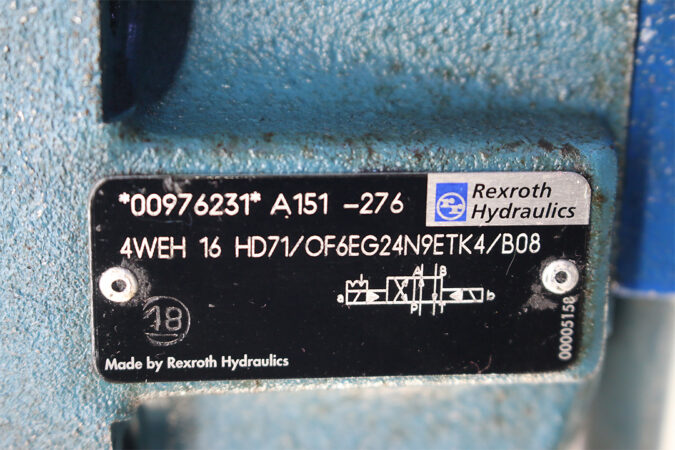 *00976231* A151 -276
Rexroth
Hydraulics
4WEH 16 HD71/OF6EG24N9ETK4/B08
A B
a b
P T
18
00005158
Made by Rexroth Hydraulics